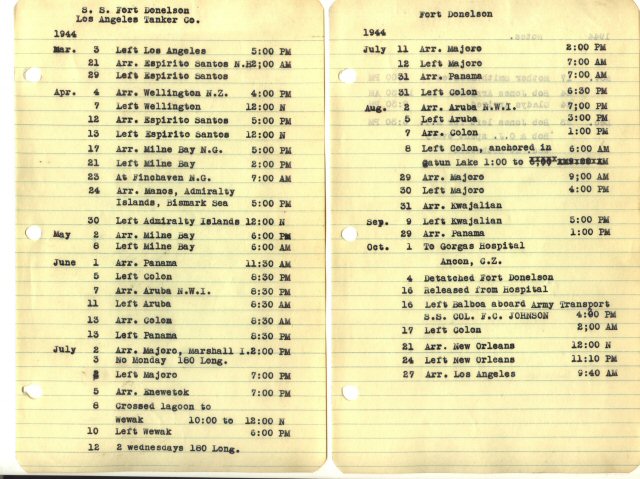 S. S. Fort Donelson
Los Angeles Tanker Co.
1944
Mar. 3 Left Los Angeles 5:00 PM
21 Arr. Espirito Santos N.H2;00 AM
29 Left Espirito Santos
Apr. 4 Arr. Wellington N.Z. 4:00 PM
7 Left Wellington 12:00 N
12 Arr. Espirito Santos 5:00 PM
13 Left Espirito Santos 12:00 N
17 Arr. Milne Bay N.G. 5:00 PM
21 Left Milne Bay 2:00 PM
23 At Finchaven N.G. 7:00 AM
24 Arr. Manos, Admiralty
Islands, Bismark Sea 5:00 PM
30 Left Admiralty Islands 12:00 N
May 2 Arr. Milne Bay 6:00 PM
8 Left Milne Bay 6:00 AM
June 1 Arr. Panama 11:30 AM
5 Left Colon 8:30 PM
7 Arr. Aruba N.W.I. 8:30 PM
11 Left Aruba 8:30 AM
13 Arr. Colon 8:30 AM
13 Left Panama 8:30 PM
July 2 Arr. Majoro, Marshall I.2:00 PM
3 No Monday 180 Long.
Left Majoro 7:00 PM
5 Arr. Enewetok 7:00 PM
8 Crossed lagoon to
wewak 10:00 to 12:00 N
10 Left Wewak 6:00 PM
12 2 wednesdays 180 Long.
Fort Donelson
1944
July 11 Arr. Majoro 2:00 PM
12 Left Majoro 7:00 AM
31 Arr. Panama 7:00 AM
31 Left Colon 6:30 PM
Aug. 2 Arr. Aruba N.W.I. 7:00 PM
5 Left Aruba 3:00 PM
7 Arr. Colon 1:00 PM
8 Left Colon, anchored in 6:00 AM
Gatun Lake 1:00 to
29 Arr. Majoro 9;00 AM
30 Left Majoro 4:00 PM
31 Arr. Kwajalian
Sep. 9 Left Kwajalian 5:00 PM
29 Arr. Panama 1:00 PM
Oct. 1 To Gorgas Hospital
Ancon, C.Z.
4 Detatched Fort Donelson
16 Released from Hospital
16 Left Balboa aboard Army Transport
S.S. COL. F.C. JOHNSON 4:00 PM
17 Left Colon 2;00 AM
21 Arr. New Orleans 12:00 N
24 Left New Orleans 11:10 PM
27 Arr. Los Angeles 9:40 AM